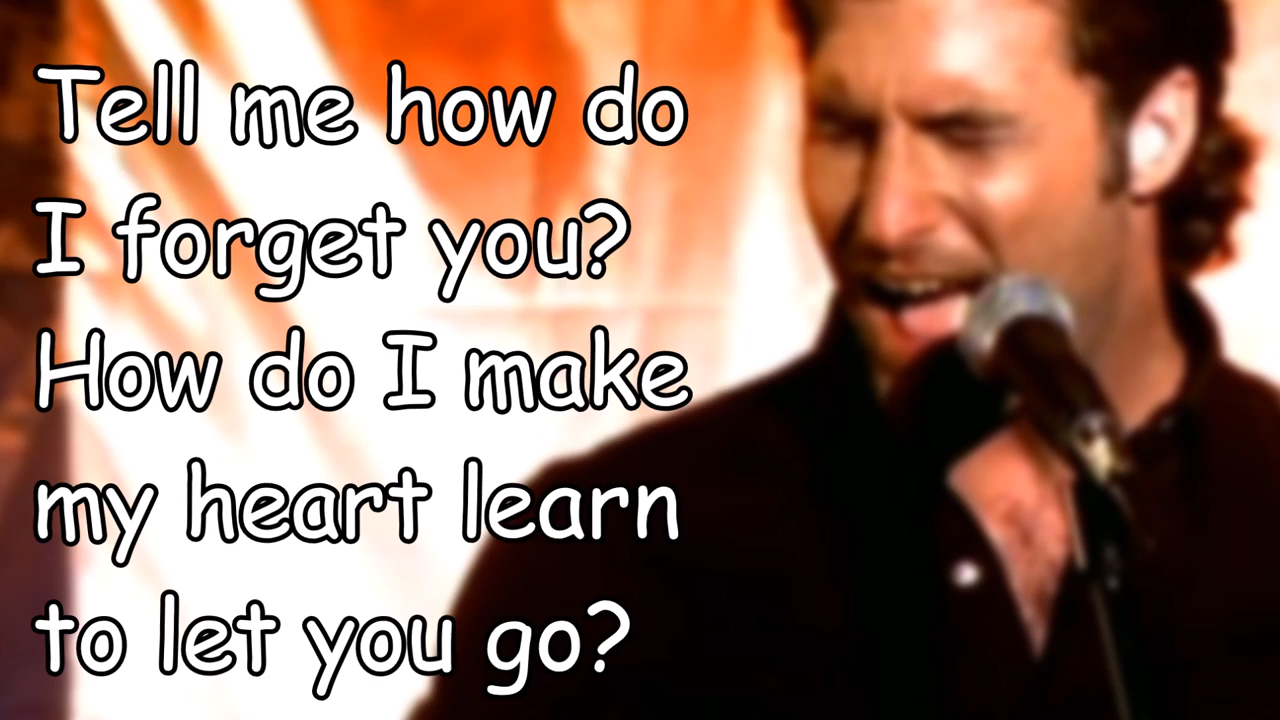 Tell me how do
I forget you?
How do I make
my heart learn
to let you go?